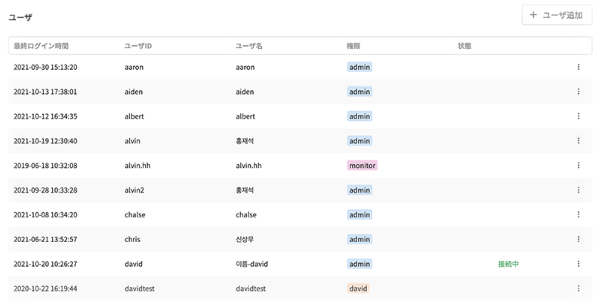 ユーザ
+ ユーザ追加
最終ログイン時間 ユーザID ユーザ名 権限 状態
2021-09-30 15:13:20 aaron aaron admin
2021-10-13 17:38:01 aiden aiden admin
2021-10-12 16:34:35 albert albert admin
2021-10-19 12:30:40 alvin 홍재석 admin
2019-06-18 10:32:08 alvin.hh alvin.hh monitor
2021-09-28 10:33:28 alvin2 홍재석 admin
2021-10-08 10:34:20 chalse chalse admin
2021-06-21 13:52:57 chris 신상우 admin
2021-10-20 10:26:27 david 이름-david admin 接続中
2020-10-22 16:19:44 davidtest davidtest david